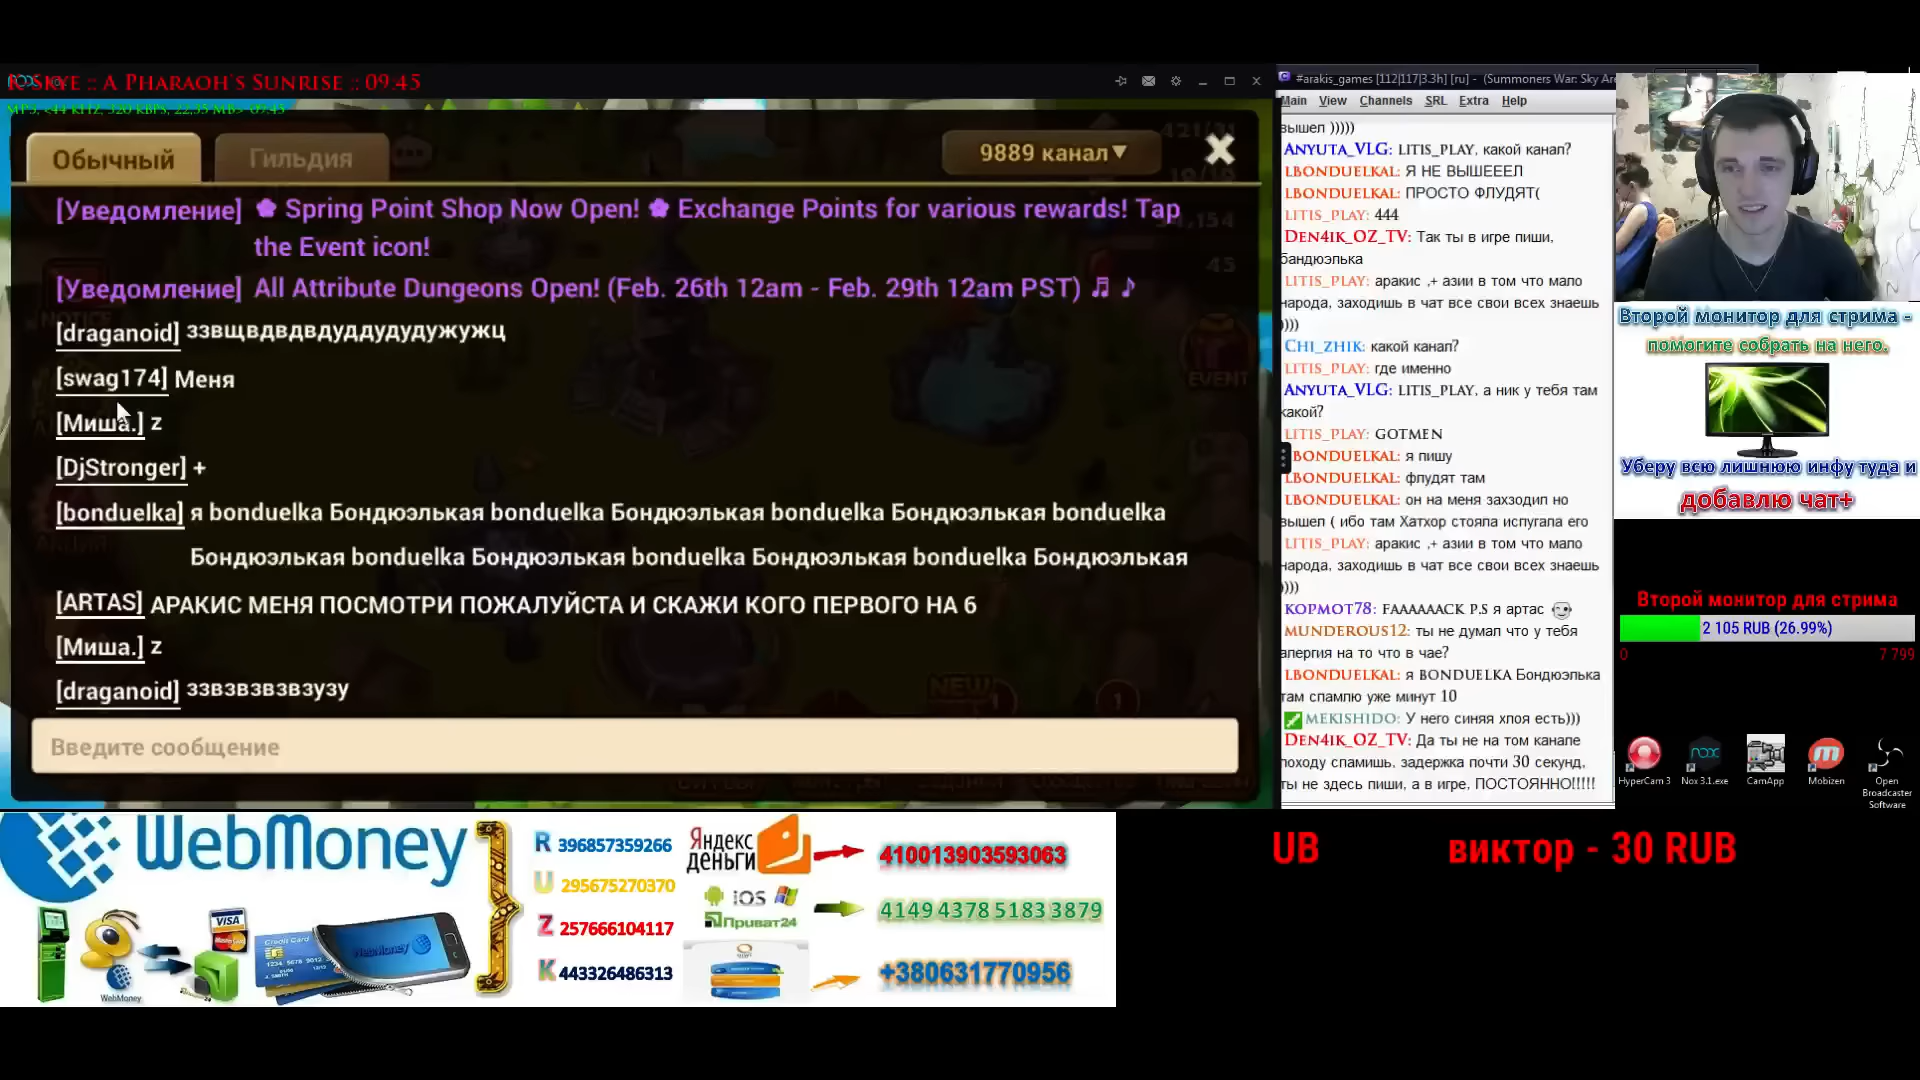 K-Skye :: A Pharaoh's Sunrise :: 09:45
Обычный
Гильдия
9889 канал▼
[Уведомление] Spring Point Shop Now Open! Exchange Points for various rewards! Tap
the Event icon!
[Уведомление] All Attribute Dungeons Open! (Feb. 26th 12am - Feb. 29th 12am PST) ♬ ♪
[draganoid] ззвщвдвдвдуддудудужужц
[swag174] Меня
[Миша.] z
[DjStronger] +
[bonduelka] я bonduelka Бондюэлькая bonduelka Бондюэлькая bonduelka Бондюэлькая bonduelka
Бондюэлькая bonduelka Бондюэлькая bonduelka Бондюэлькая bonduelka Бондюэлькая
[ARTAS] АРАКИС МЕНЯ ПОСМОТРИ ПОЖАЛУЙСТА И СКАЖИ КОГО ПЕРВОГО НА 6
[Миша.] z
[draganoid] ззвзвзвзвзузу
Введите сообщение
EVENT
45
#arakis_games [112|117|3.3h] [ru] - (Summoners War: Sky Are
Main View Channels SRL Extra Help
вышел )))))
ANYUTA_VLG: LITIS_PLAY, какой канал?
LBONDUELKAL: Я НЕ ВЫШЕЕЕЛ
LBONDUELKAL: ПРОСТО ФЛУДЯТ(
LITIS_PLAY: 444
DEN4IK_OZ_TV: Так ты в игре пиши,
бандюэлька
LITIS_PLAY: аракис ,+ азии в том что мало
народа, заходишь в чат все свои всех знаешь
))))
CHI_ZHIK: какой канал?
LITIS_PLAY: где именно
ANYUTA_VLG: LITIS_PLAY, а ник у тебя там
какой?
LITIS_PLAY: GOTMEN
LBONDUELKAL: я пишу
LBONDUELKAL: флудят там
LBONDUELKAL: он на меня захзодил но
вышел ( ибо там Хатхор стояла испугала его
LITIS_PLAY: аракис ,+ азии в том что мало
народа, заходишь в чат все свои всех знаешь
))))
KOPMOT78: FAAAAAACK P.S я артас
MUNDEROUS12: ты не думал что у тебя
алергия на то что в чае?
LBONDUELKAL: я BONDUELKA Бондюэлька
там спамлю уже минут 10
MEKISHIDO: У него синяя хпоя есть)))
DEN4IK_OZ_TV: Да ты не на том канале
походу спамишь, задержка почти 30 секунд,
ты не здесь пиши, а в игре, ПОСТОЯННО!!!!!
Второй монитор для стрима -
помогите собрать на него.
Уберу всю лишнюю инфу туда и
добавлю чат+
Второй монитор для стрима
2 105 RUB (26.99%)
0 7 799
HyperCam 3
Nox 3.1.exe
CamApp
Mobizen
Open
Broadcaster
Software
UB виктор - 30 RUB
WebMoney
R 396857359266
U 295675270370
Z 257666104117
K 443326486313
VISA
WebMoney
Яндекс
деньги
410013903593063
iOS
Приват24
4149 4378 5183 3879
+380631770956